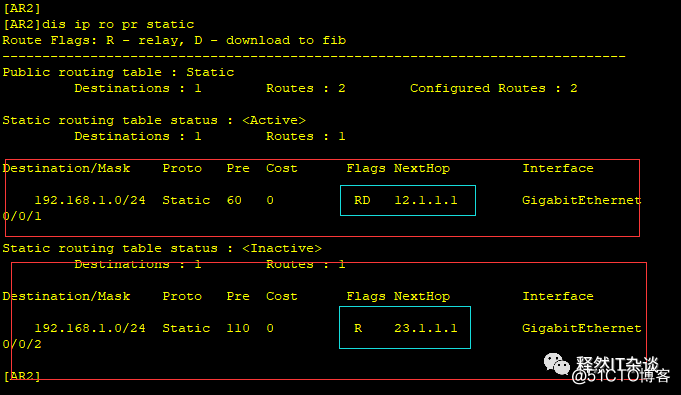 [AR2]
[AR2]dis ip ro pr static
Route Flags: R - relay, D - download to fib
------------------------------------------------------------------------------
Public routing table : Static
Destinations : 1 Routes : 2 Configured Routes : 2
Static routing table status : <Active>
Destinations : 1 Routes : 1
Destination/Mask Proto Pre Cost Flags NextHop Interface
192.168.1.0/24 Static 60 0 RD 12.1.1.1 GigabitEthernet
0/0/1
Static routing table status : <Inactive>
Destinations : 1 Routes : 1
Destination/Mask Proto Pre Cost Flags NextHop Interface
192.168.1.0/24 Static 110 0 R 23.1.1.1 GigabitEthernet
0/0/2
释然IT杂谈
[AR2]
@51CTO博客